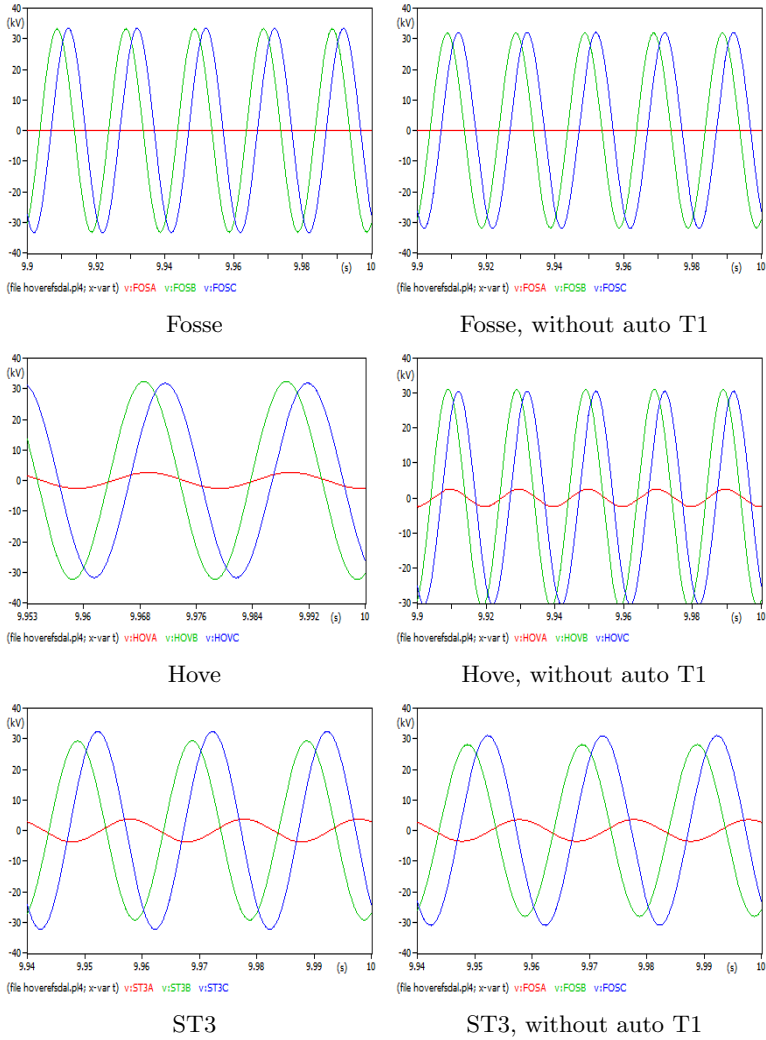 40
(kV)
30
20
10
0
-10
-20
-30
-40
9.9 9.92 9.94 9.96 9.98 (s) 10
(file hoverefsdal.pl4; x-var t) v:FOSA v:FOSB v:FOSC
Fosse
40
(kV)
30
20
10
0
-10
-20
-30
-40
9.9 9.92 9.94 9.96 9.98 (s) 10
(file hoverefsdal.pl4; x-var t) v:FOSA v:FOSB v:FOSC
Fosse, without auto T1
40
(kV)
30
20
10
0
-10
-20
-30
-40
9.953 9.96 9.968 9.976 9.984 9.992 (s) 10
(file hoverefsdal.pl4; x-var t) v:HOVA v:HOVB v:HOVC
Hove
40
(kV)
30
20
10
0
-10
-20
-30
9.9 9.92 9.94 9.96 9.98 (s) 10
(file hoverefsdal.pl4; x-var t) v:HOVA v:HOVB v:HOVC
Hove, without auto T1
40
(kV)
30
20
10
0
-10
-20
-30
-40
9.94 9.95 9.96 9.97 9.98 9.99 (s) 10
(file hoverefsdal.pl4; x-var t) v:ST3A v:ST3B v:ST3C
ST3
40
(kV)
30
20
10
0
-10
-20
-30
-40
9.94 9.95 9.96 9.97 9.98 9.99 (s) 10
(file hoverefsdal.pl4; x-var t) v:FOSA v:FOSB v:FOSC
ST3, without auto T1